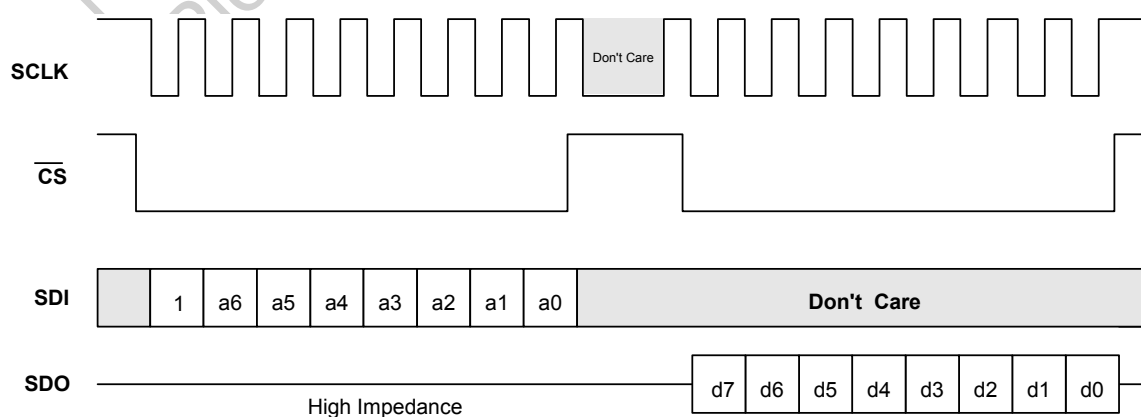 Don't Care
SCLK
CS
SDI 1 a6 a5 a4 a3 a2 a1 a0 Don't Care
SDO d7 d6 d5 d4 d3 d2 d1 d0
High Impedance